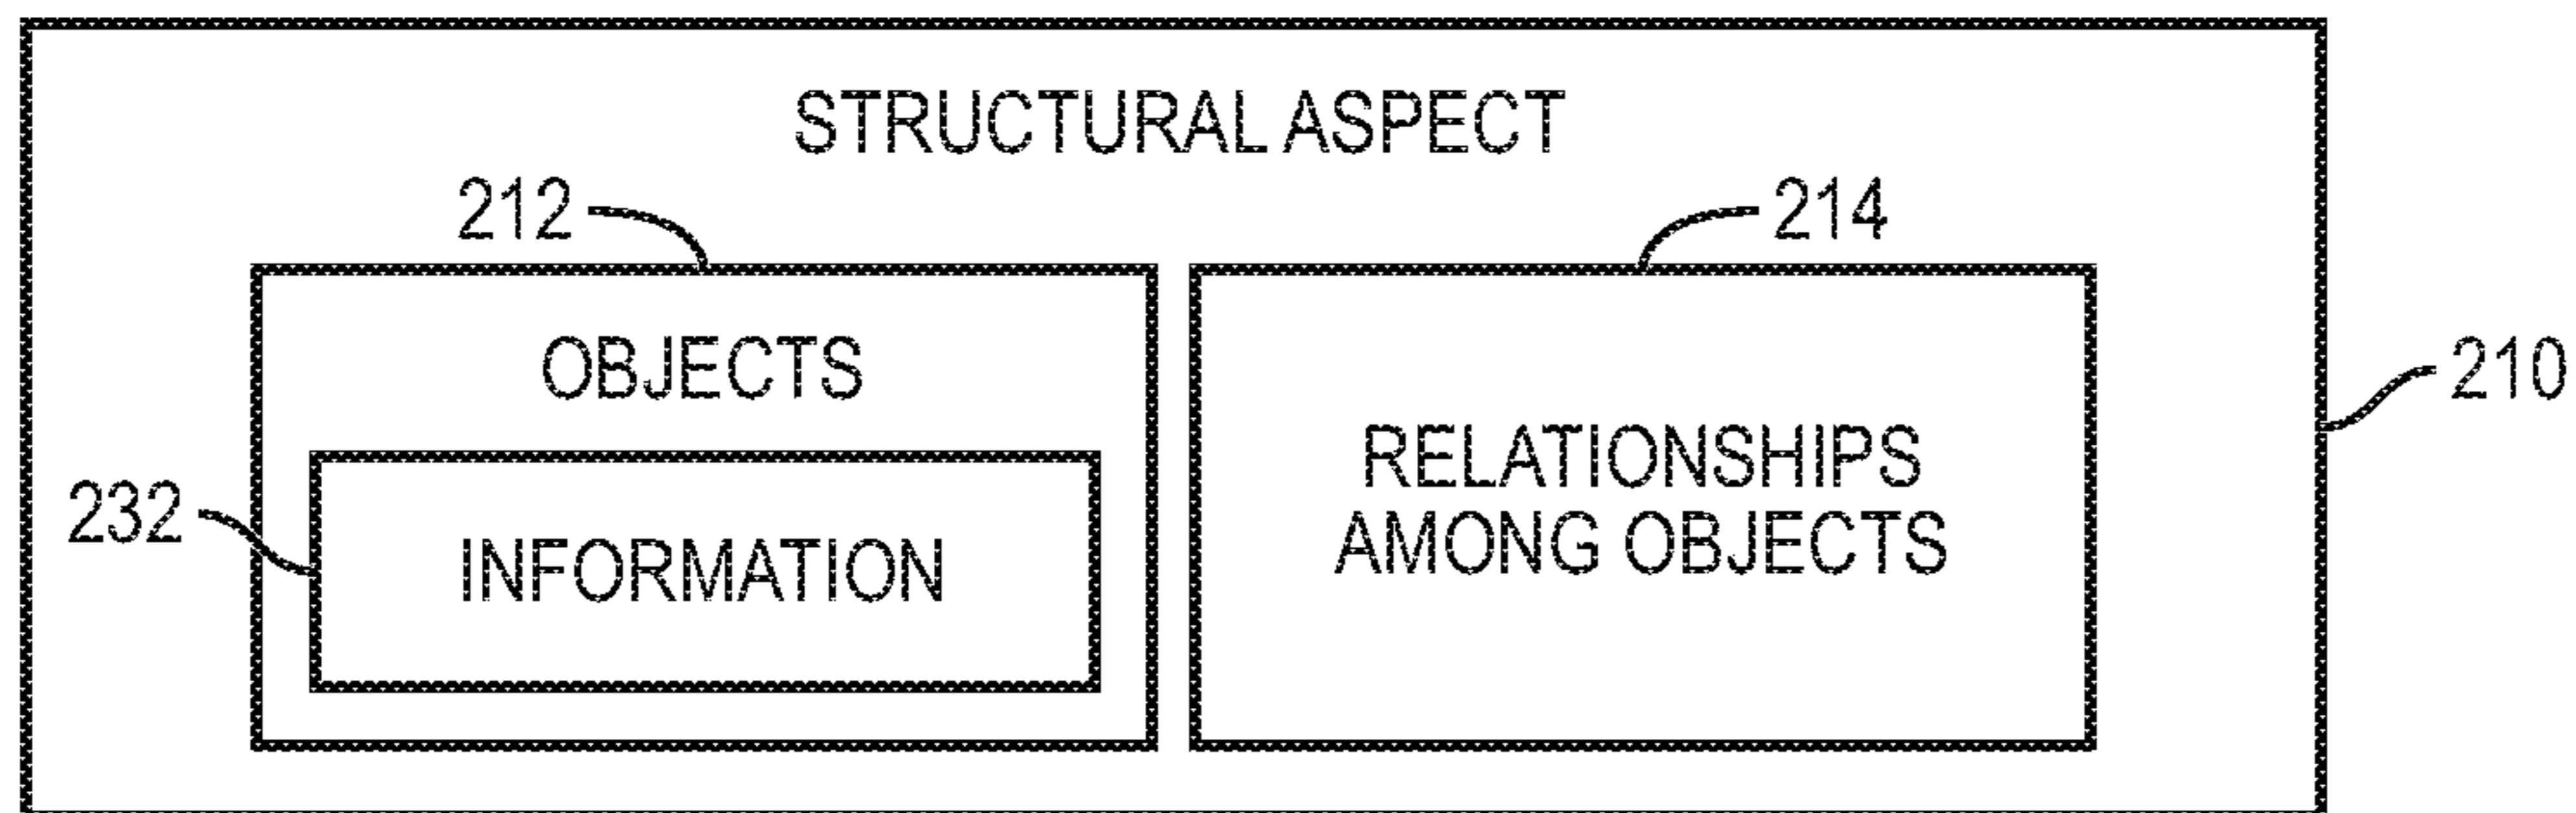 STRUCTURAL ASPECT
212
214
OBJECTS
210
RELATIONSHIPS
AMONG OBJECTS
232
INFORMATION